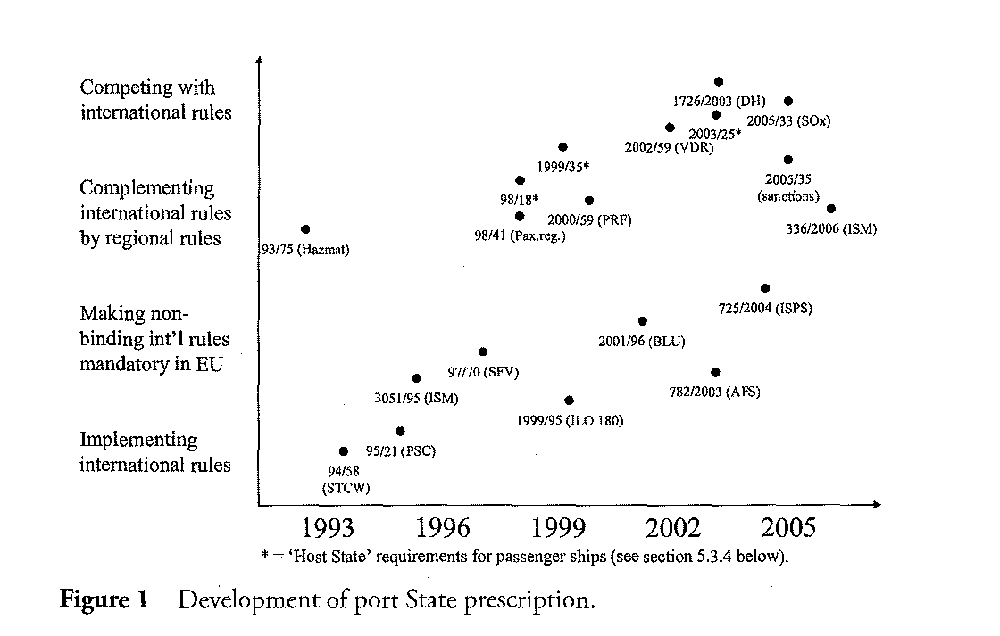 Competing with
international rules
1726/2003 (DH)
2005/33 (SOx)
2003/25*
2002/59 (VDR)
1999/35*
Complementing
international rules
by regional rules
2005/35
(sanctions)
98/18*
2000/59 (PRF)
336/2006 (ISM)
98/41 (Pax.reg.)
93/75 (Hazmat)
Making non-
binding int'l rules
mandatory in EU
725/2004 (ISPS)
2001/96 (BLU)
97/70 (SFV)
782/2003 (AFS)
3051/95 (ISM)
1999/95 (ILO 180)
Implementing
international rules
95/21 (PSC)
94/58
(STCW)
1993 1996 1999 2002 2005
* = 'Host State' requirements for passenger ships (see section 5.3.4 below).
Figure 1 Development of port State prescription.